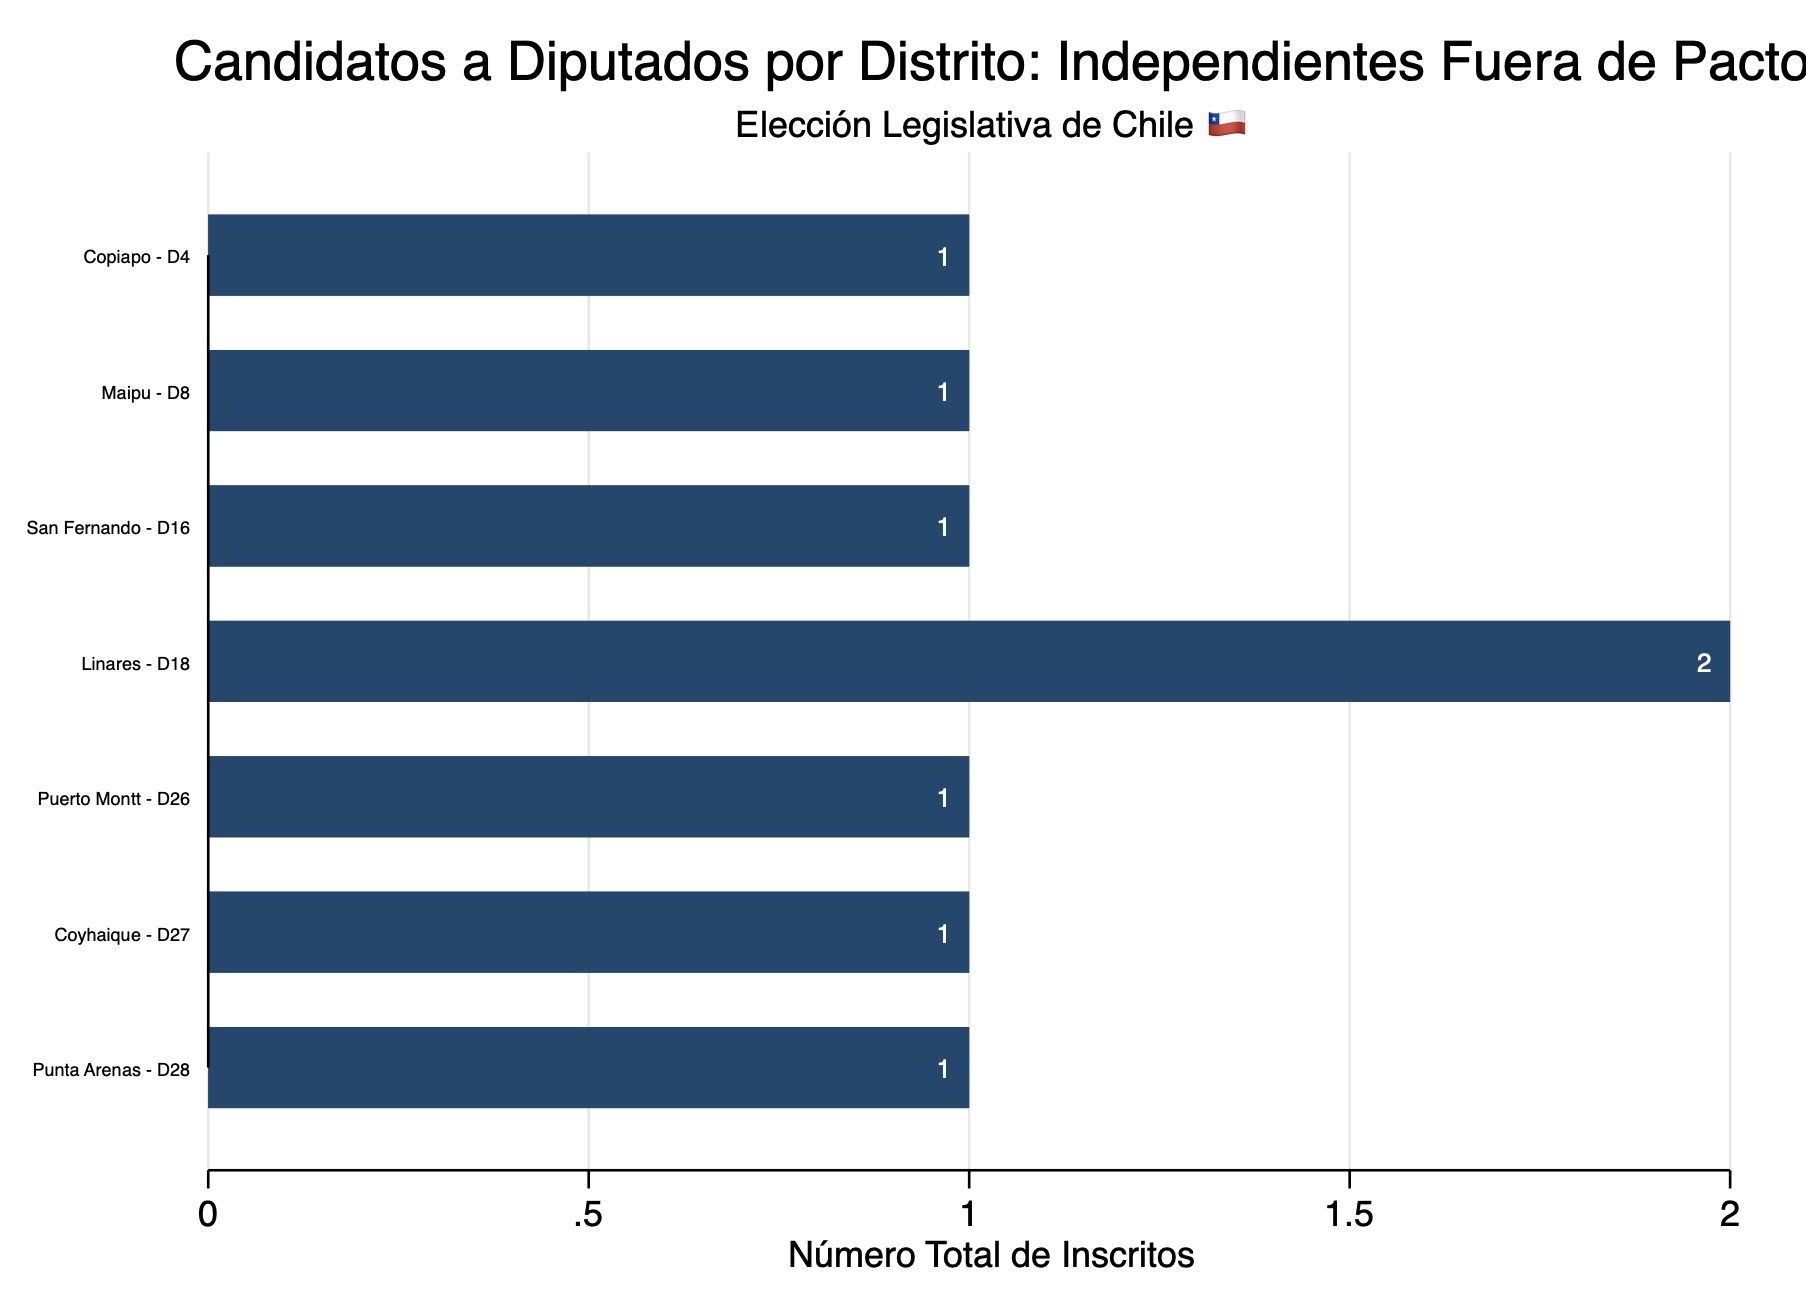 Candidatos a Diputados por Distrito: Independientes Fuera de Pacto
Elección Legislativa de Chile 🇨🇱
Copiapo - D4
1
Maipu - D8
1
San Fernando - D16
1
Linares - D18
2
Puerto Montt - D26
1
Coyhaique - D27
1
Punta Arenas - D28
1
0 .5 1 1.5 2
Número Total de Inscritos